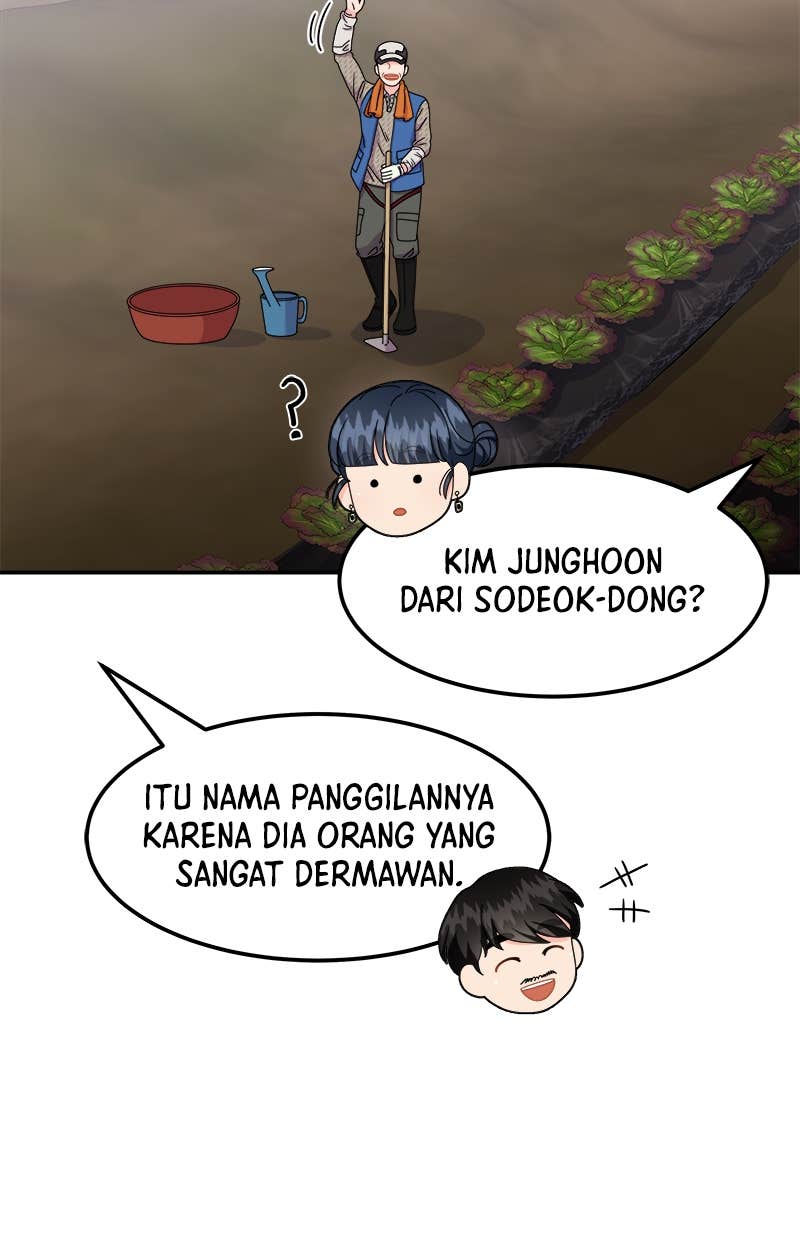 ?
KIM JUNGHOON
DARI SODEOK-DONG?
ITU NAMA PANGGILANNYA
KARENA DIA ORANG YANG
SANGAT DERMAWAN.